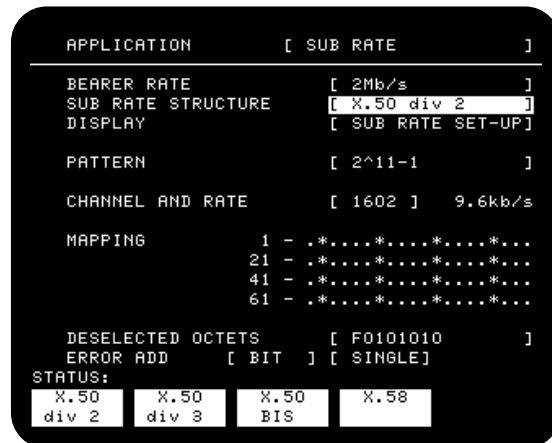 APPLICATION [ SUB RATE ]
BEARER RATE [ 2Mb/s ]
SUB RATE STRUCTURE [ X.50 div 2 ]
DISPLAY [ SUB RATE SET-UP]
PATTERN [ 2^11-1 ]
CHANNEL AND RATE [ 1602 ] 9.6kb/s
MAPPING 1 - .*....*....*....*...
21 - .*....*....*....*...
41 - .*....*....*....*...
61 - .*....*....*....*...
DESELECTED OCTETS [ F0101010 ]
ERROR ADD [ BIT ] [ SINGLE]
STATUS:
X.50 X.50 X.50 X.58
div 2 div 3 BIS